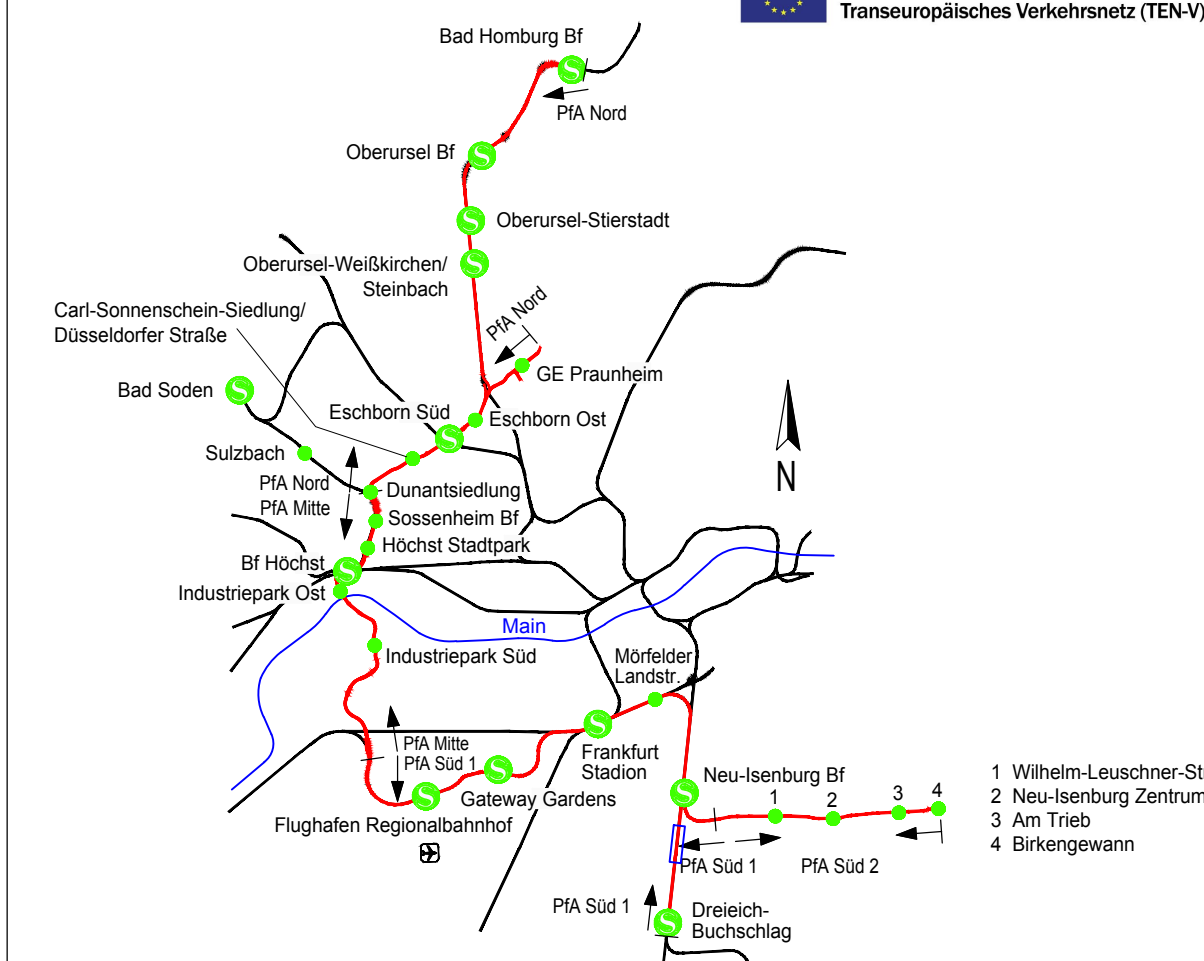 Transeuropäisches Verkehrsnetz (TEN-V)
Bad Homburg Bf
PfA Nord
Oberursel Bf
Oberursel-Stierstadt
Oberursel-Weißkirchen/
Steinbach
Carl-Sonnenschein-Siedlung/
Düsseldorfer Straße
PfA Nord
GE Praunheim
Bad Soden
Eschborn Süd
Eschborn Ost
Sulzbach
PfA Nord
PfA Mitte
Dunantsiedlung
N
Sossenheim Bf
Höchst Stadtpark
Bf Höchst
Industriepark Ost
Main
Industriepark Süd
Mörfelder
Landstr.
PfA Mitte
PfA Süd 1
Frankfurt
Stadion
Gateway Gardens
Flughafen Regionalbahnhof
Neu-Isenburg Bf
1 2 3 4
1 Wilhelm-Leuschner-St
2 Neu-Isenburg Zentrum
3 Am Trieb
4 Birkengewann
PfA Süd 1
PfA Süd 2
PfA Süd 1
Dreieich-
Buchschlag